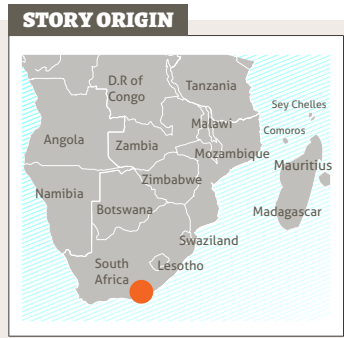 STORY ORIGIN
D.R of
Congo
Tanzania
Sey Chelles
Malawi
Comoros
Angola
Zambia
Mozambique
Mauritius
Zimbabwe
Namibia
Botswana
Madagascar
Swaziland
South
Africa
Lesotho